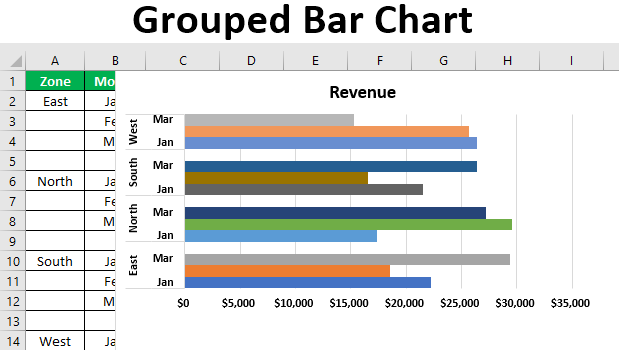 Grouped Bar Chart
A B C D E F G H I
1 Zone Mo
2 East Ja
3 Fe
4 M
5
6 North Ja
7 Fe
8 M
9
10 South Ja
11 Fe
12 M
13
14 West Ja
Revenue
West Mar
Jan
South Mar
Jan
North Mar
Jan
East Mar
Jan
$0 $5,000 $10,000 $15,000 $20,000 $25,000 $30,000 $35,000